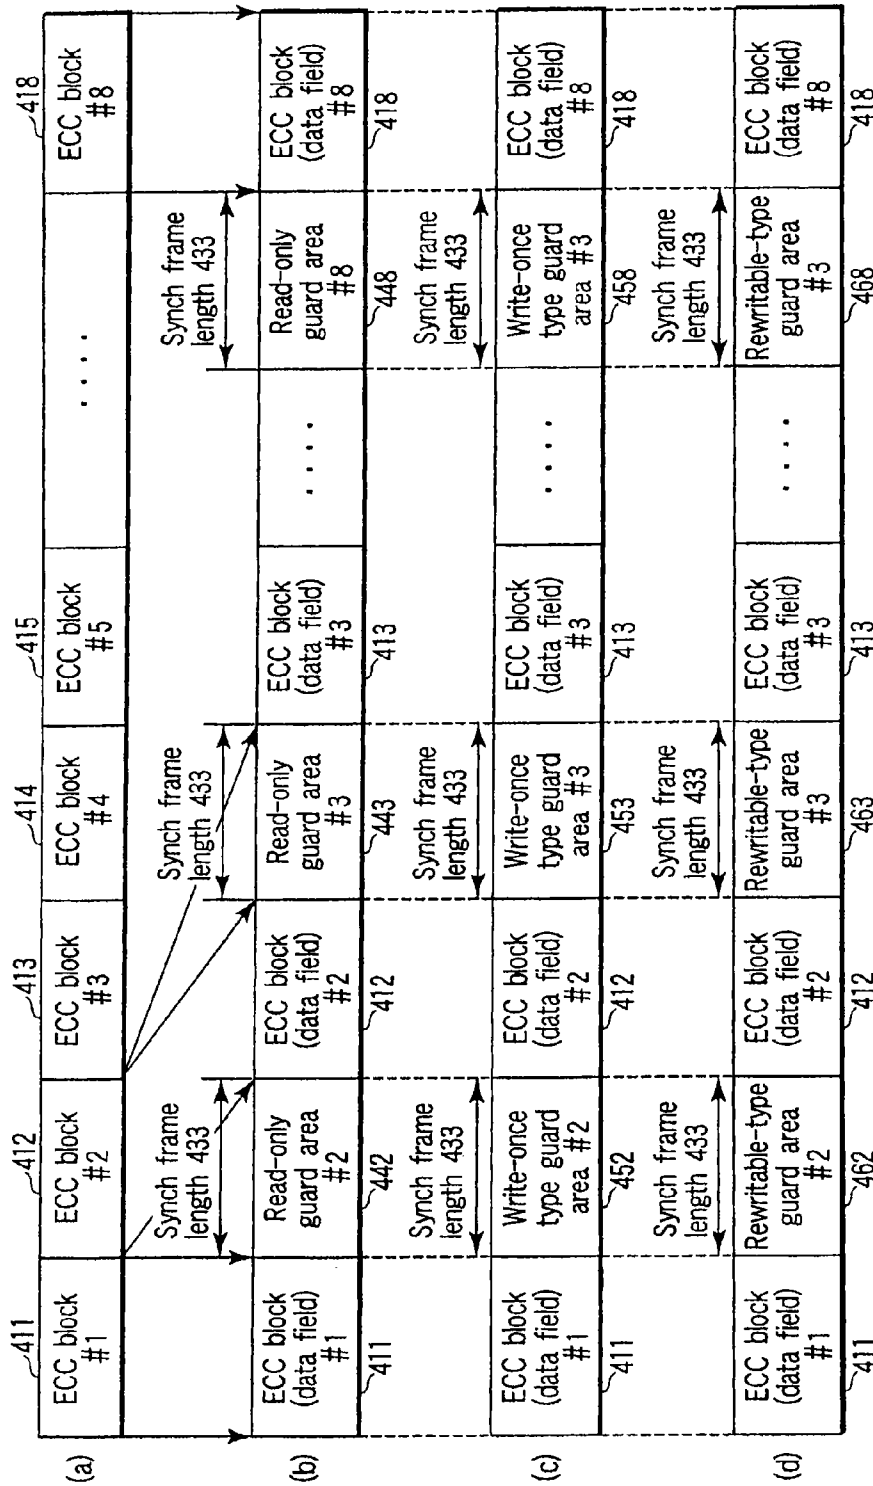 (a)
411
ECC block
#1
412
ECC block
#2
413
ECC block
#3
414
ECC block
#4
415
ECC block
#5
. . . .
418
ECC block
#8
Synch frame
length 433
Synch frame
length 433
Synch frame
length 433
(b)
ECC block
(data field)
#1
411
Read-only
guard area
#2
442
ECC block
(data field)
#2
412
Read-only
guard area
#3
443
ECC block
(data field)
#3
413
. . . .
Read-only
guard area
#8
448
ECC block
(data field)
#8
418
Synch frame
length 433
Synch frame
length 433
Synch frame
length 433
(c)
ECC block
(data field)
#1
411
Write-once
type guard
area #2
452
ECC block
(data field)
#2
412
Write-once
type guard
area #3
453
ECC block
(data field)
#3
413
. . . .
Write-once
type guard
area #3
458
ECC block
(data field)
#8
418
Synch frame
length 433
Synch frame
length 433
Synch frame
length 433
(d)
ECC block
(data field)
#1
411
Rewritable-type
guard area
#2
462
ECC block
(data field)
#2
412
Rewritable-type
guard area
#3
463
ECC block
(data field)
#3
413
. . . .
Rewritable-type
guard area
#3
468
ECC block
(data field)
#8
418